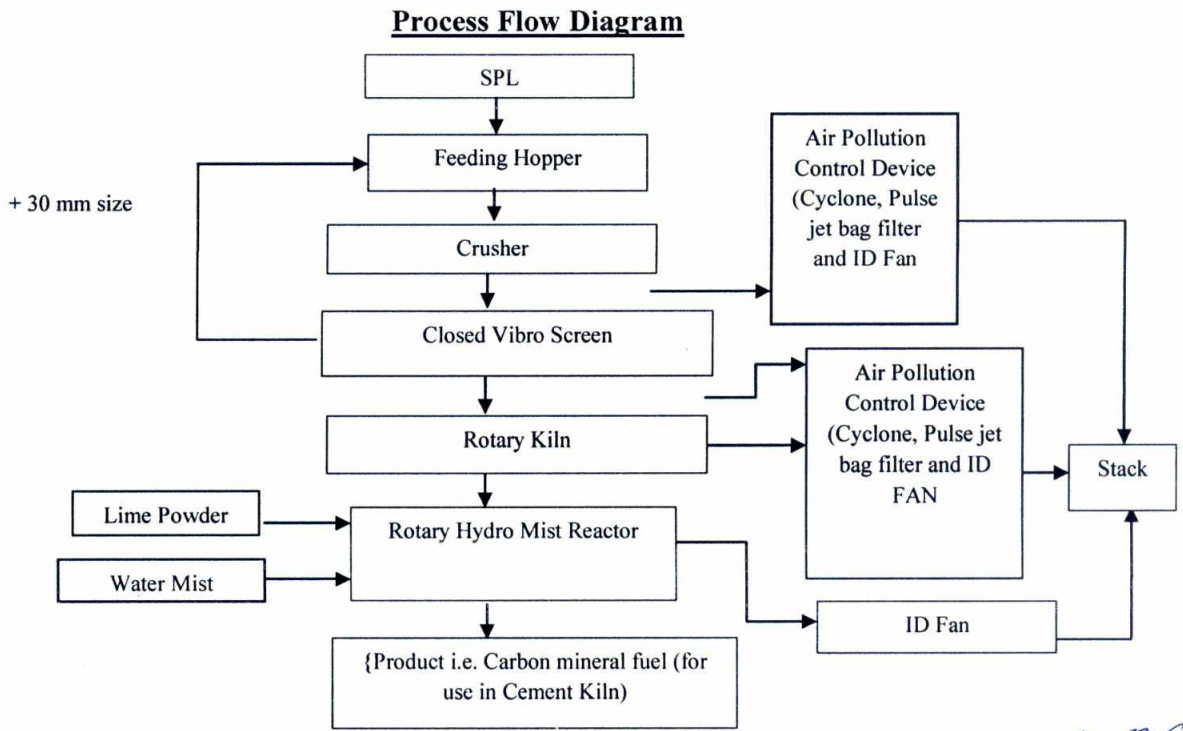 Process Flow Diagram
SPL
Feeding Hopper
+ 30 mm size
Crusher
Closed Vibro Screen
Rotary Kiln
Lime Powder
Water Mist
Rotary Hydro Mist Reactor
{Product i.e. Carbon mineral fuel (for
use in Cement Kiln)
Air Pollution
Control Device
(Cyclone, Pulse
jet bag filter
and ID Fan
Air Pollution
Control Device
(Cyclone, Pulse jet
bag filter and ID
FAN
ID Fan
Stack